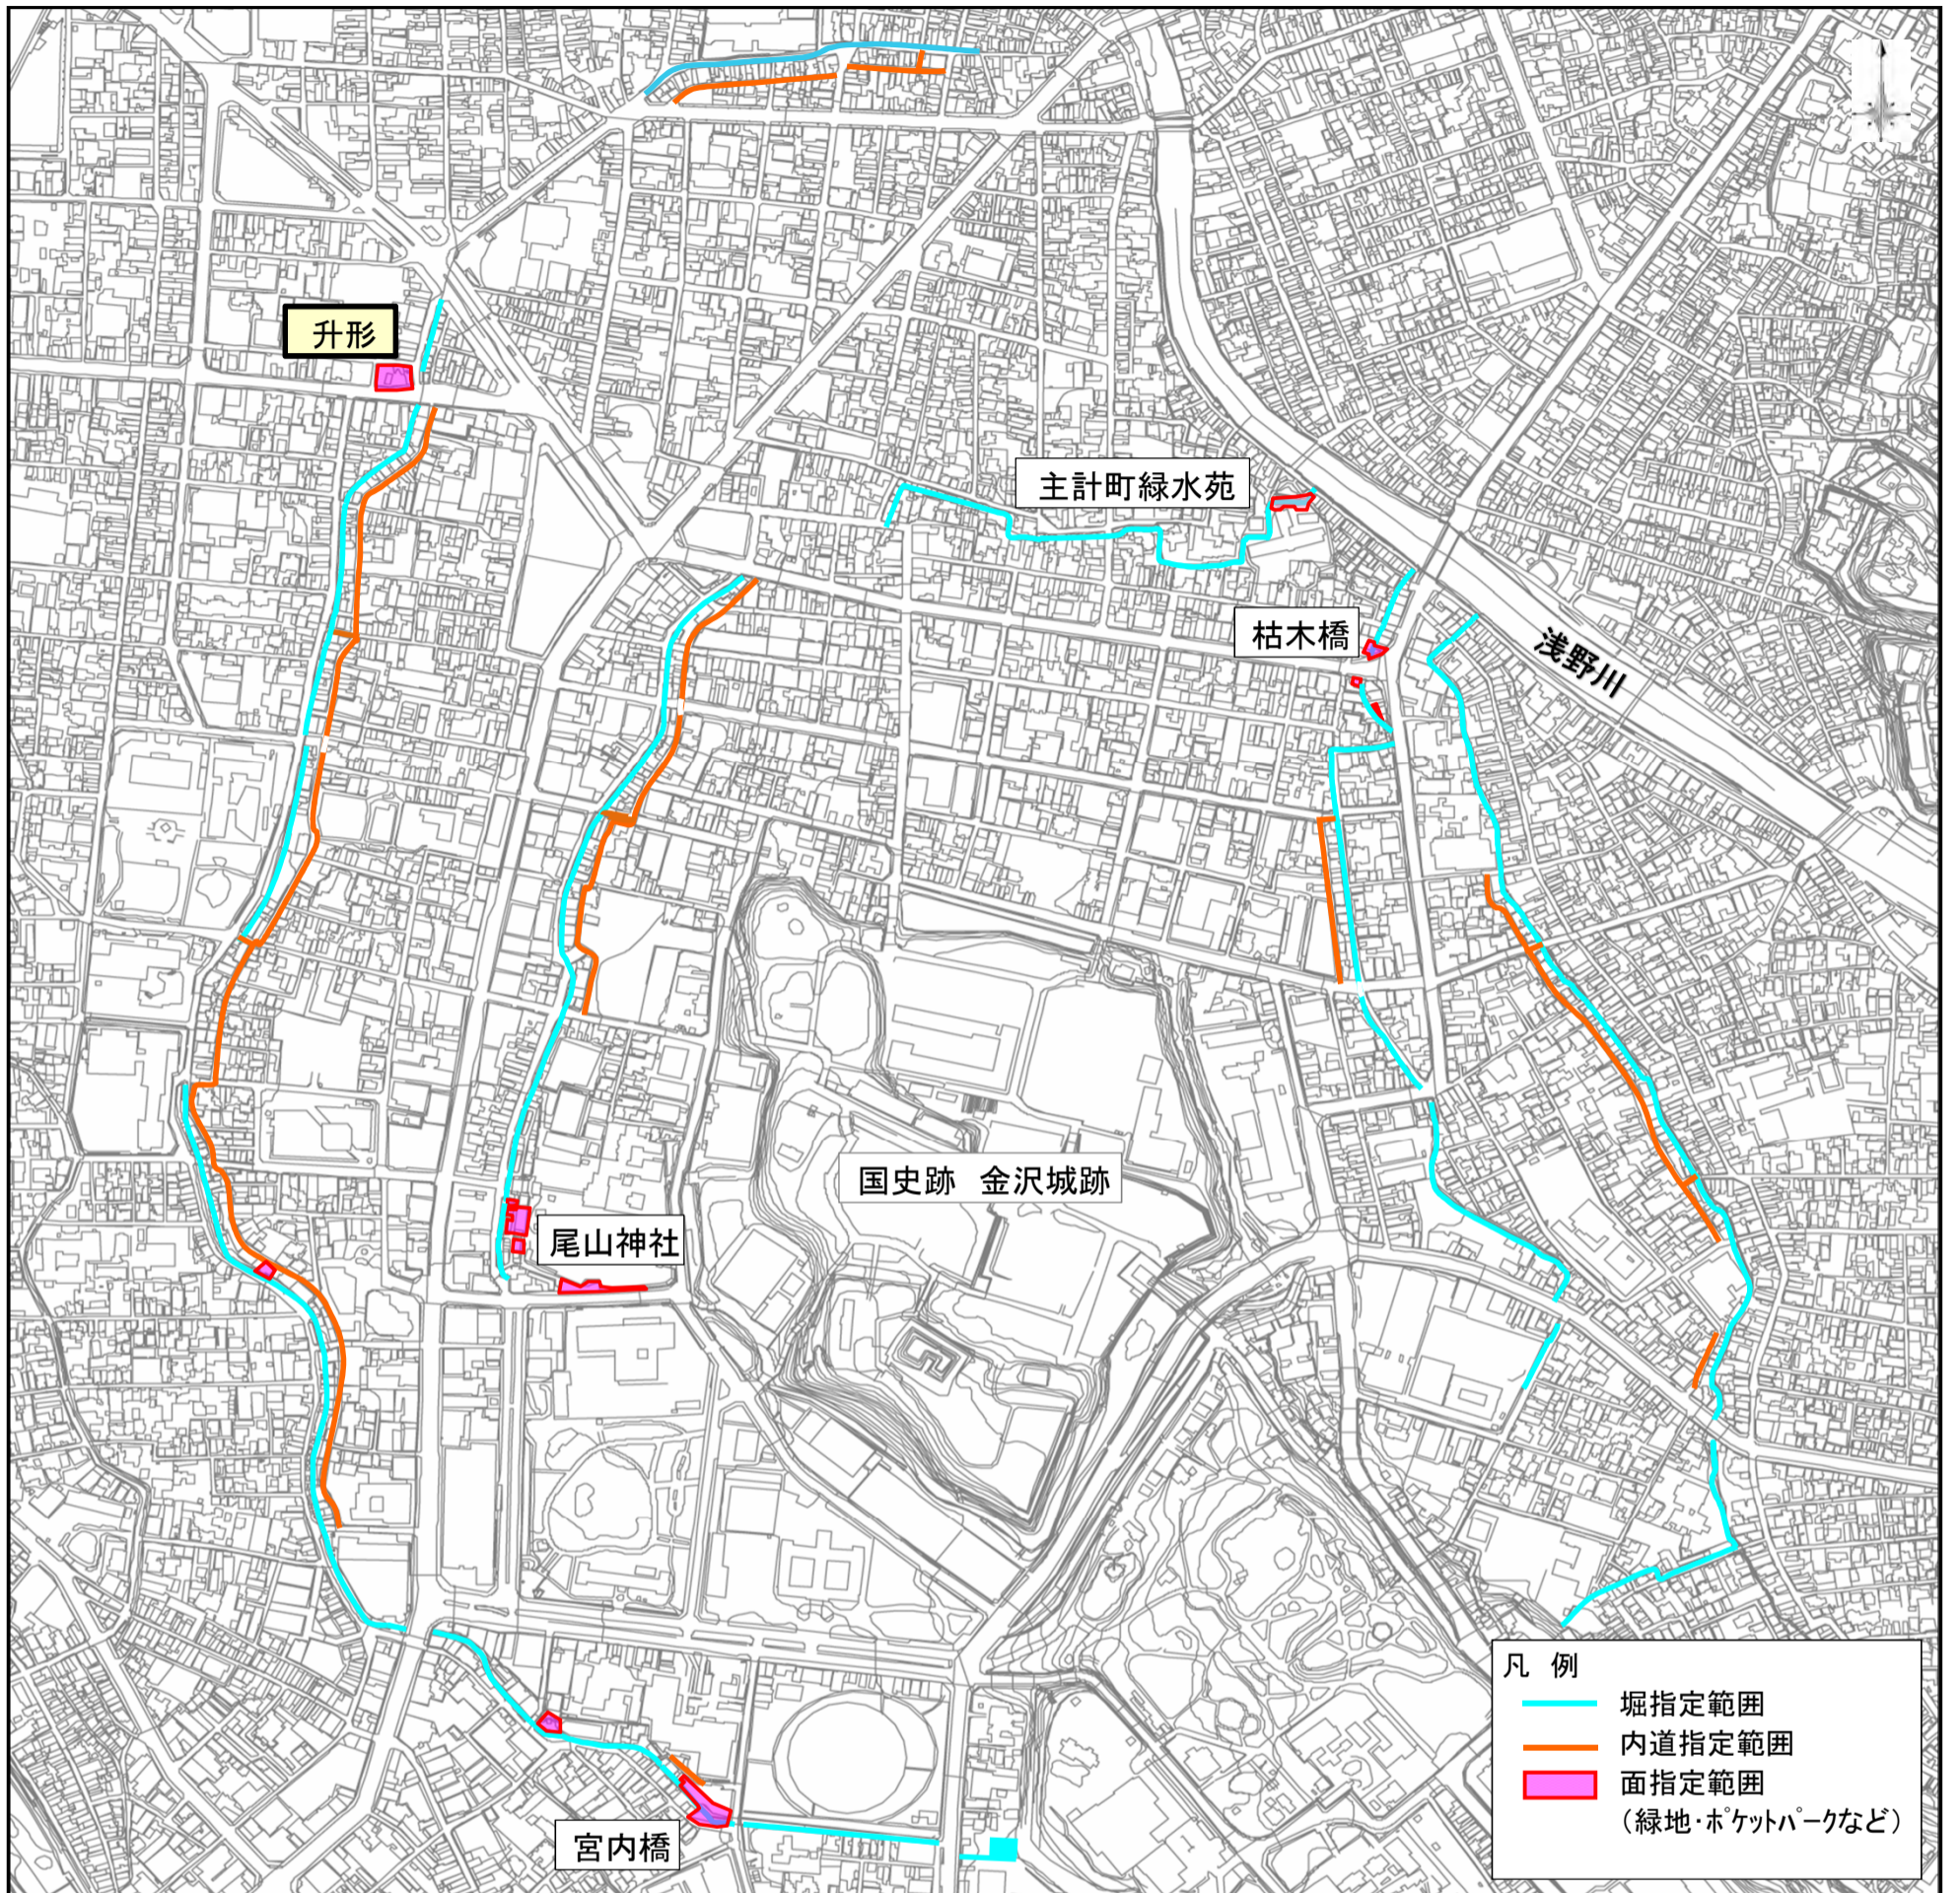 升形
主計町緑水苑
枯木橋
浅野川
国史跡　金沢城跡
尾山神社
宮内橋
凡 例
堀指定範囲
内道指定範囲
面指定範囲
（緑地・ﾎﾟｹｯﾄﾊﾟｰｸなど）